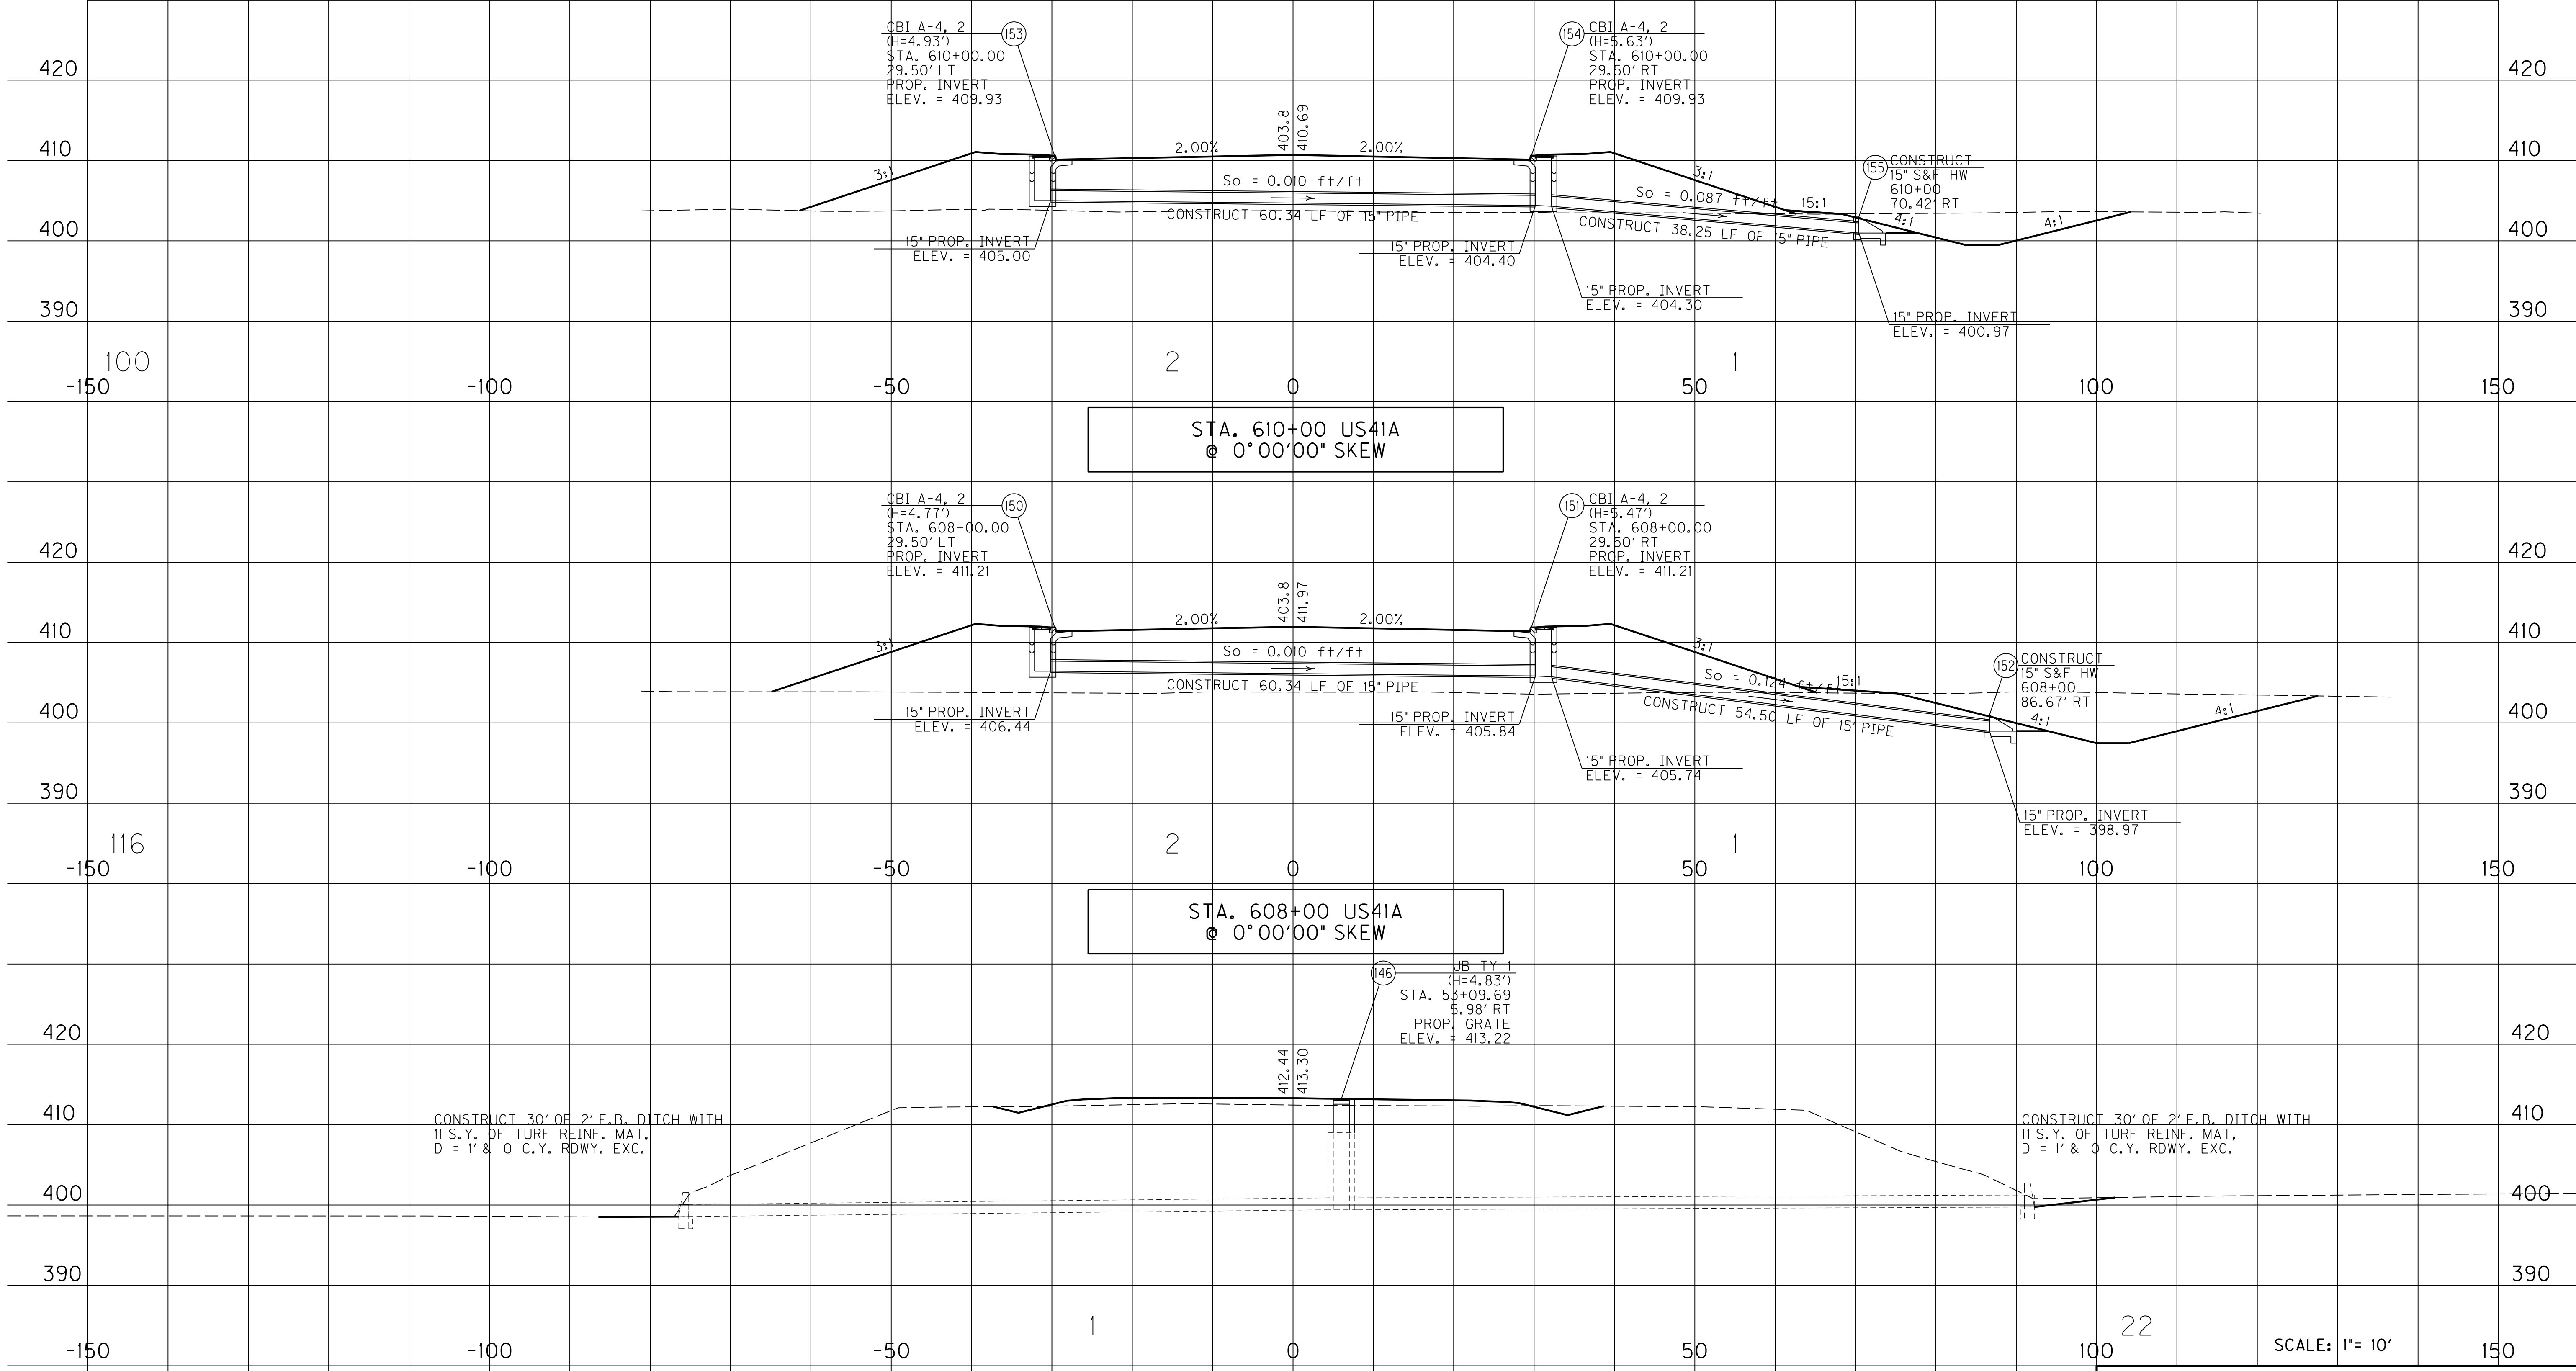 CBI A-4, 2
(H=4.93')
STA. 610+00.00
29.50' LT
PROP. INVERT
ELEV. = 409.93
153
154
CBI A-4, 2
(H=5.63')
STA. 610+00.00
29.50' RT
PROP. INVERT
ELEV. = 409.93
420
420
403.8
410.69
410
2.00%
2.00%
410
3:1
So = 0.010 ft/ft
3:1
So = 0.087 ft/ft
15:1
155
CONSTRUCT
15" S&F HW
610+00
70.42' RT
4:1
4:1
CONSTRUCT 60.34 LF OF 15" PIPE
CONSTRUCT 38.25 LF OF 15" PIPE
400
400
15" PROP. INVERT
ELEV. = 405.00
15" PROP. INVERT
ELEV. = 404.40
15" PROP. INVERT
ELEV. = 404.30
15" PROP. INVERT
ELEV. = 400.97
390
390
100
2
1
-150
-100
-50
0
50
100
150
STA. 610+00 US41A
@ 0°00'00" SKEW
CBI A-4, 2
(H=4.77')
STA. 608+00.00
29.50' LT
PROP. INVERT
ELEV. = 411.21
150
151
CBI A-4, 2
(H=5.47')
STA. 608+00.00
29.50' RT
PROP. INVERT
ELEV. = 411.21
420
420
403.8
411.97
410
2.00%
2.00%
410
3:1
So = 0.010 ft/ft
3:1
So = 0.124 ft/ft
15:1
152
CONSTRUCT
15" S&F HW
608+00
86.67' RT
4:1
4:1
CONSTRUCT 60.34 LF OF 15" PIPE
CONSTRUCT 54.50 LF OF 15" PIPE
400
400
15" PROP. INVERT
ELEV. = 406.44
15" PROP. INVERT
ELEV. = 405.84
15" PROP. INVERT
ELEV. = 405.74
15" PROP. INVERT
ELEV. = 398.97
390
390
116
2
1
-150
-100
-50
0
50
100
150
STA. 608+00 US41A
@ 0°00'00" SKEW
146
JB TY 1
(H=4.83')
STA. 53+09.69
5.98' RT
PROP. GRATE
ELEV. = 413.22
420
420
412.44
413.30
410
410
CONSTRUCT 30' OF 2' F.B. DITCH WITH
11 S.Y. OF TURF REINF. MAT,
D = 1' & 0 C.Y. RDWY. EXC.
CONSTRUCT 30' OF 2' F.B. DITCH WITH
11 S.Y. OF TURF REINF. MAT,
D = 1' & 0 C.Y. RDWY. EXC.
400
400
390
390
1
22
SCALE: 1"= 10'
-150
-100
-50
0
50
100
150